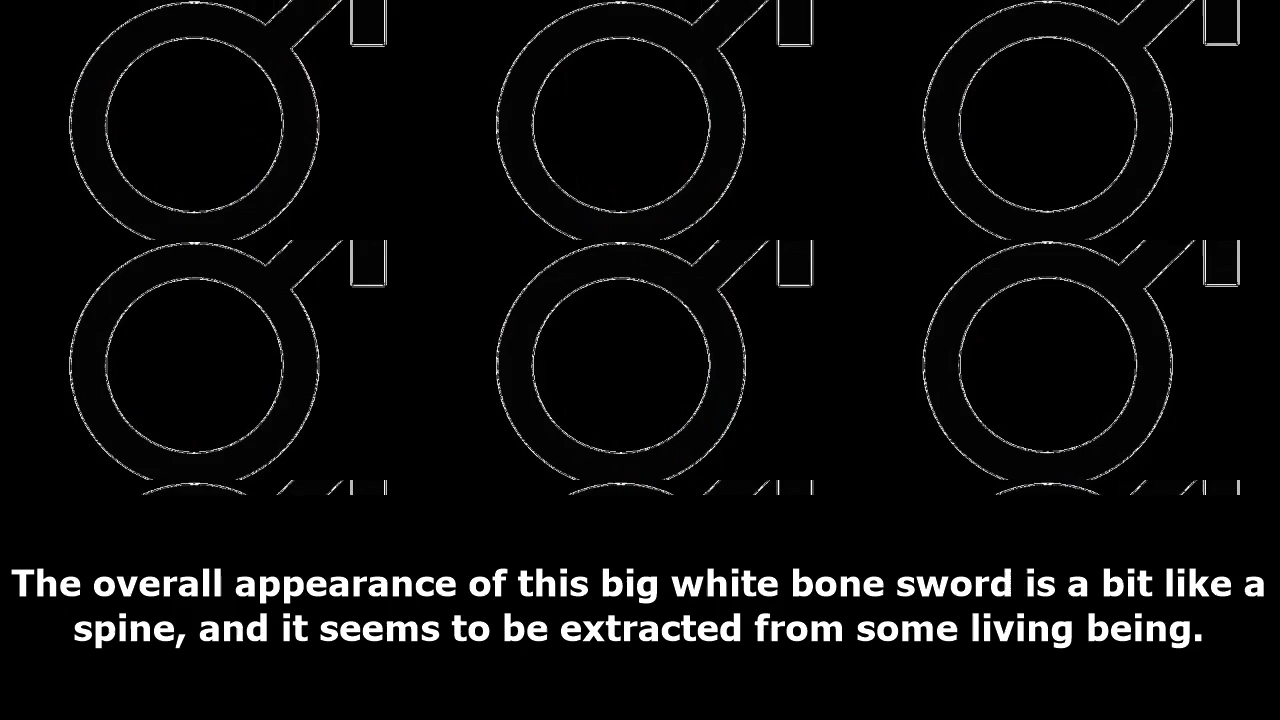 The overall appearance of this big white bone sword is a bit like a
spine, and it seems to be extracted from some living being.